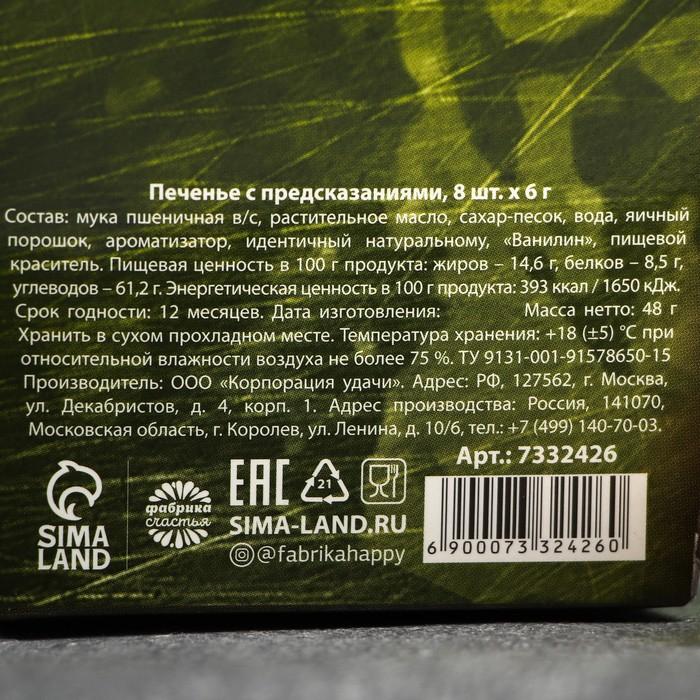 Печенье с предсказаниями, 8 шт. х 6 г
Состав: мука пшеничная в/с, растительное масло, сахар-песок, вода, яичный
порошок, ароматизатор, идентичный натуральному, «Ванилин», пищевой
краситель. Пищевая ценность в 100 г продукта: жиров – 14,6 г, белков – 8,5 г,
углеводов – 61,2 г. Энергетическая ценность в 100 г продукта: 393 ккал / 1650 кДж.
Срок годности: 12 месяцев. Дата изготовления: Масса нетто: 48 г
Хранить в сухом прохладном месте. Температура хранения: +18 (±5) °С при
относительной влажности воздуха не более 75 %. ТУ 9131-001-91578650-15
Производитель: ООО «Корпорация удачи». Адрес: РФ, 127562, г. Москва,
ул. Декабристов, д. 4, корп. 1. Адрес производства: Россия, 141070,
Московская область, г. Королев, ул. Ленина, д. 10/6, тел.: +7 (499) 140-70-03.
Арт.: 7332426
SIMA
LAND
фабрика
счастья
EAC
21
SIMA-LAND.RU
@fabrikahappy
6 900073 324260